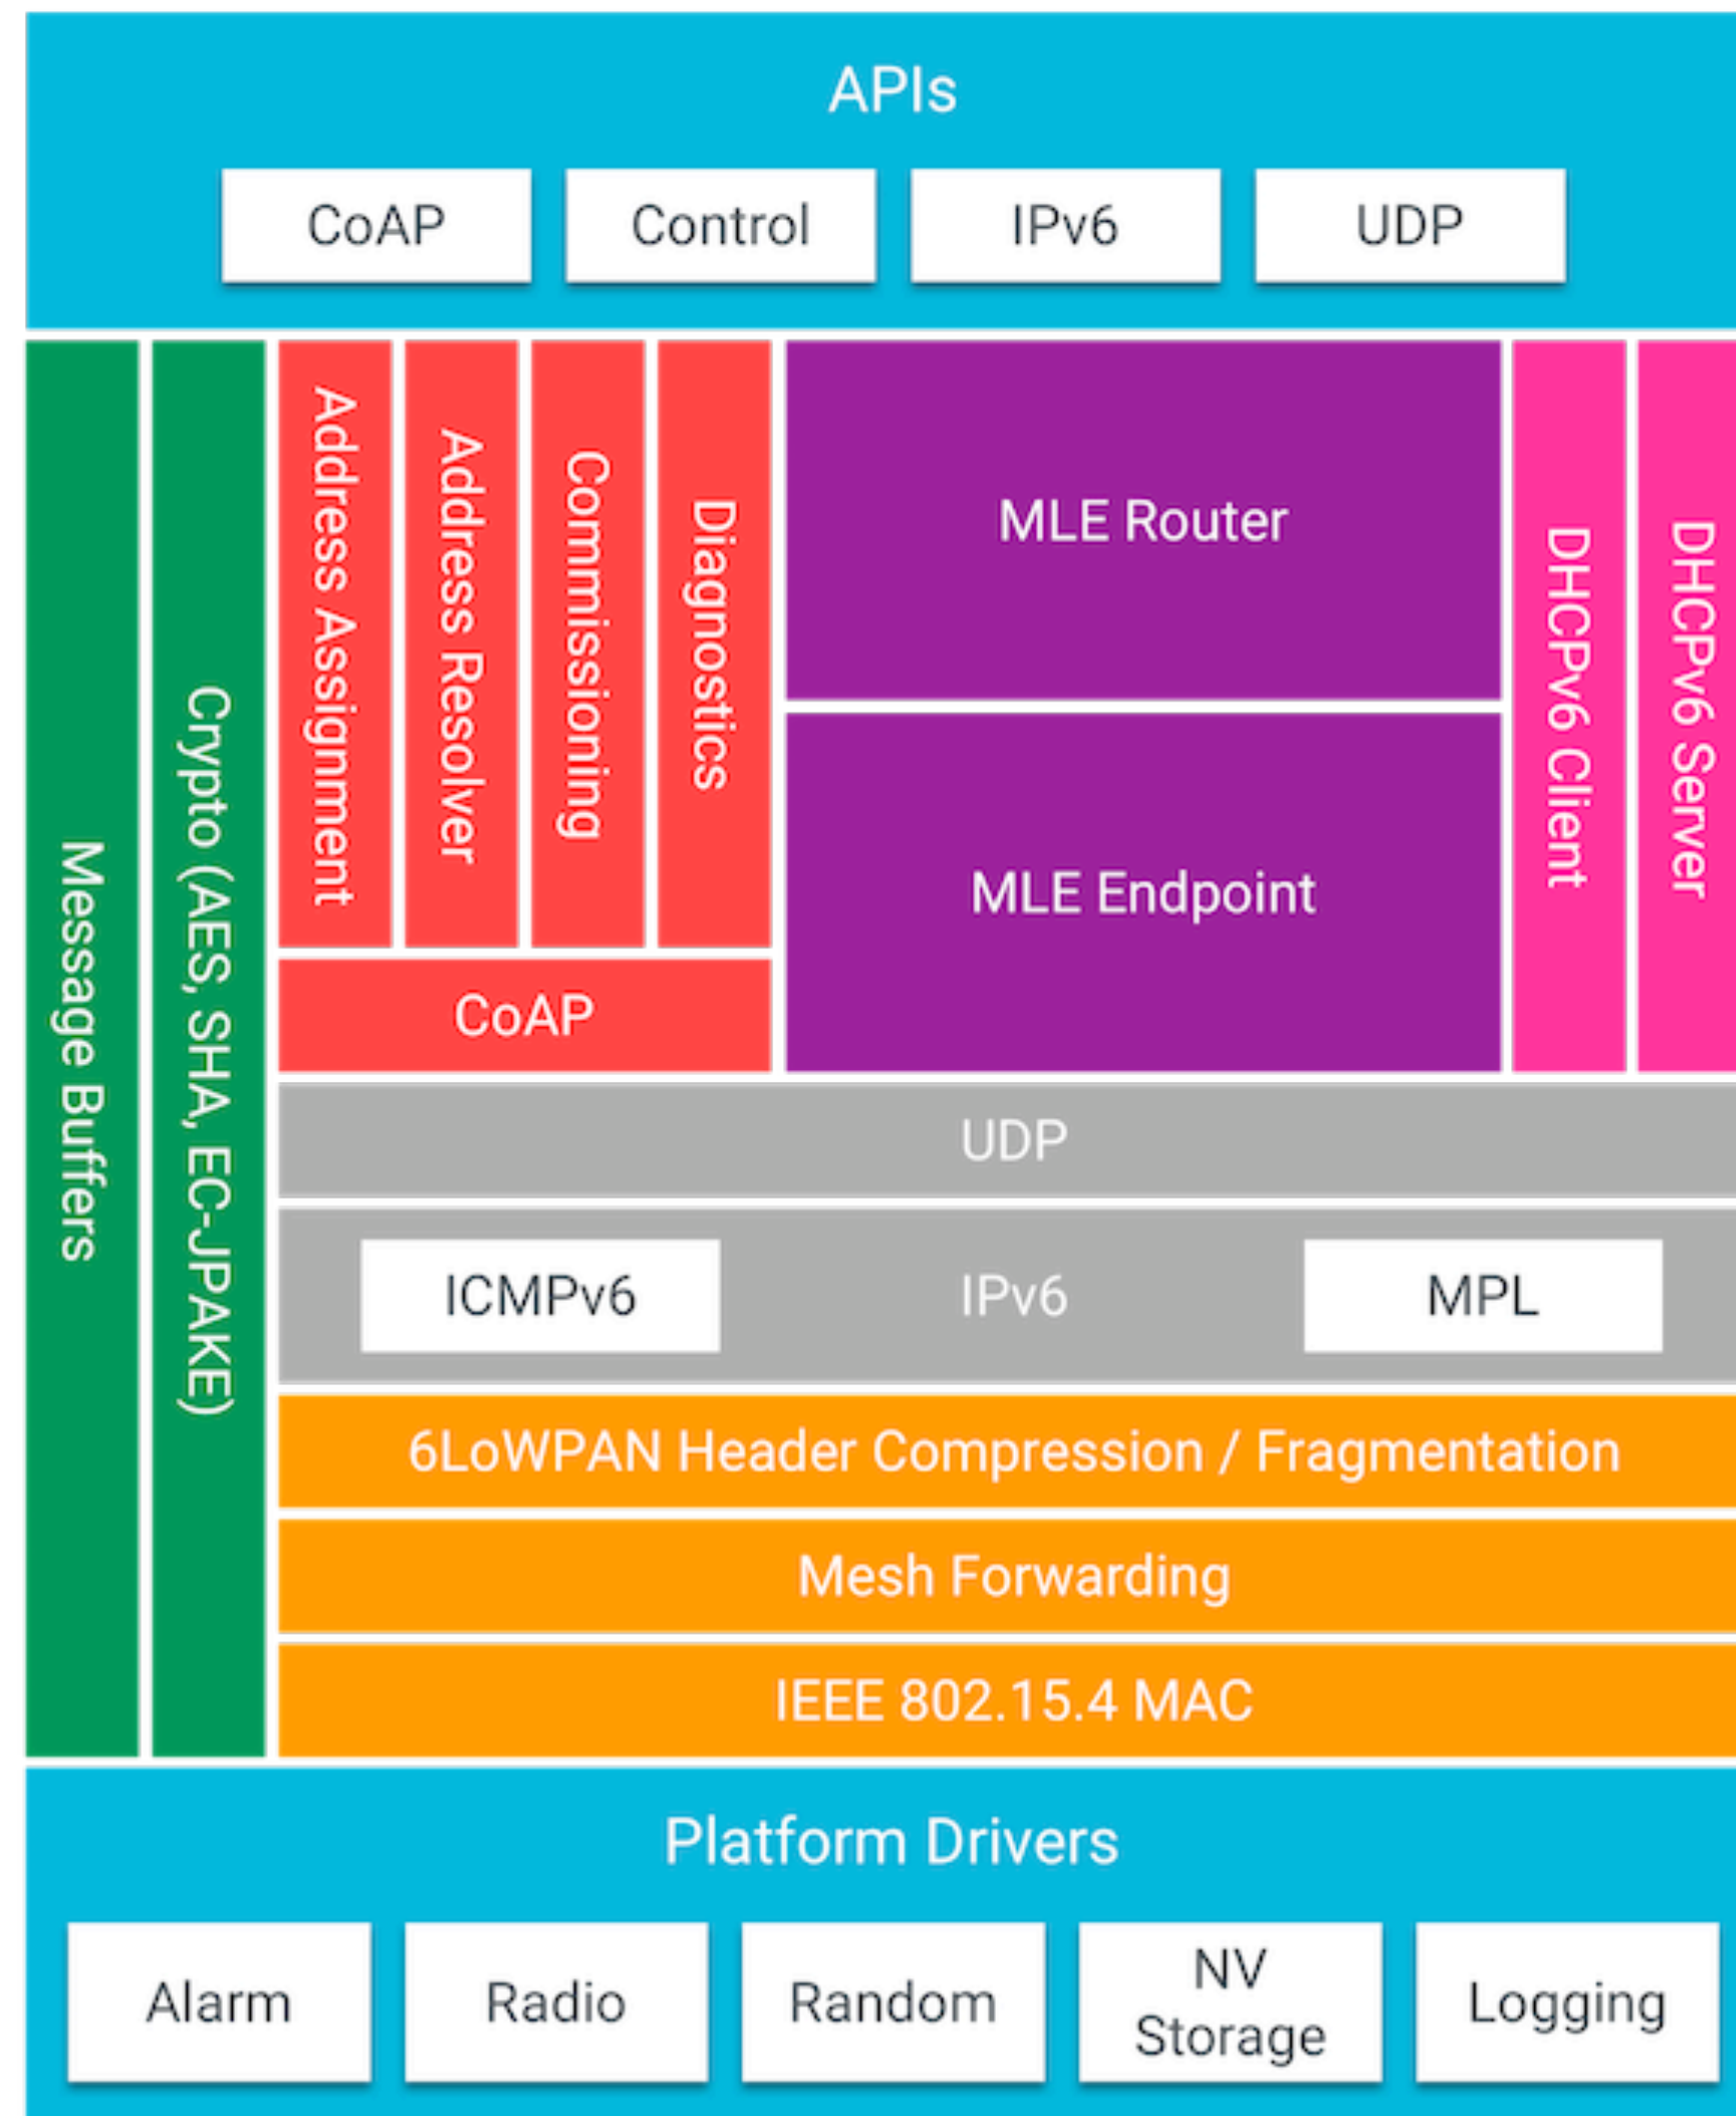 APIs
CoAP
Control
IPv6
UDP
Message Buffers
Crypto (AES, SHA, EC-JPAKE)
Address Assignment
Address Resolver
Commissioning
Diagnostics
CoAP
MLE Router
MLE Endpoint
DHCPv6 Client
DHCPv6 Server
UDP
ICMPv6
IPv6
MPL
6LoWPAN Header Compression / Fragmentation
Mesh Forwarding
IEEE 802.15.4 MAC
Platform Drivers
Alarm
Radio
Random
NV
Storage
Logging